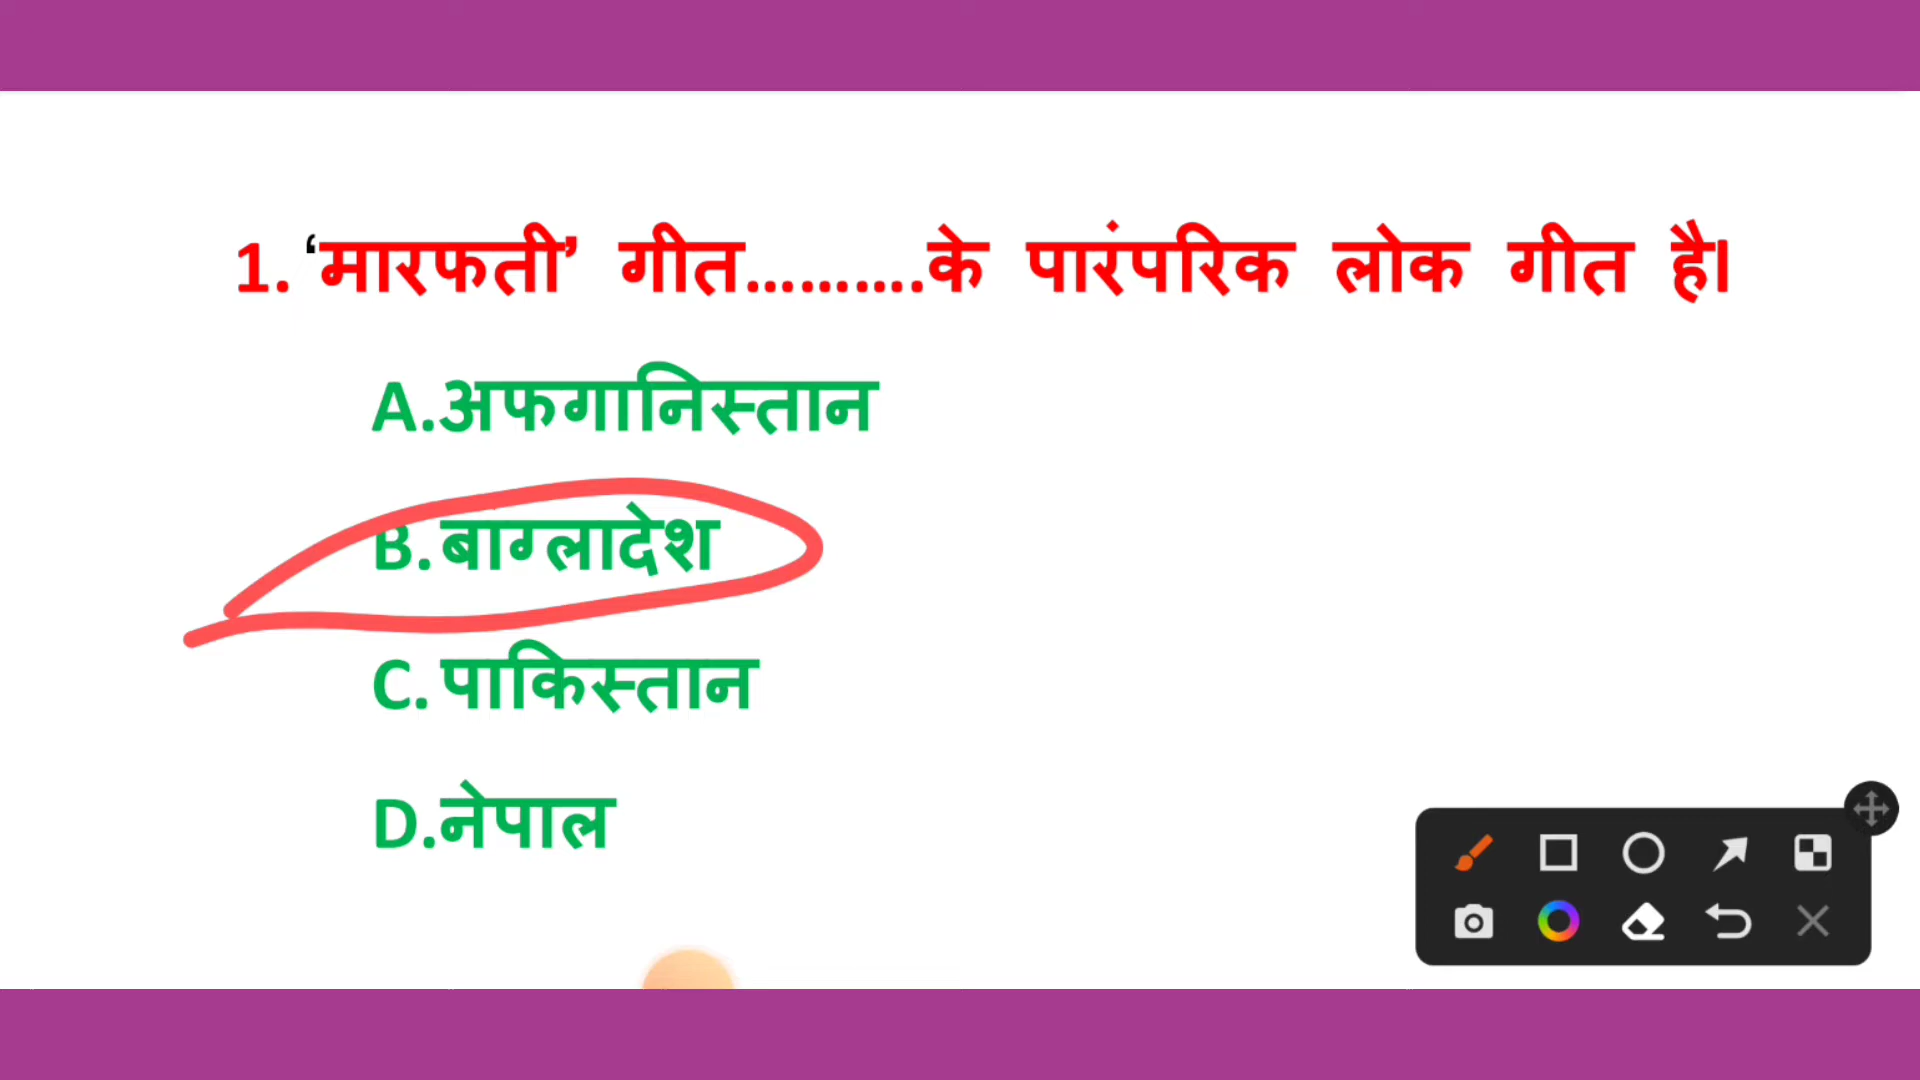 1. ‘मारफती’ गीत..........के पारंपरिक लोक गीत है।
A.अफगानिस्तान
B.बाग्लादेश
C.पाकिस्तान
D.नेपाल